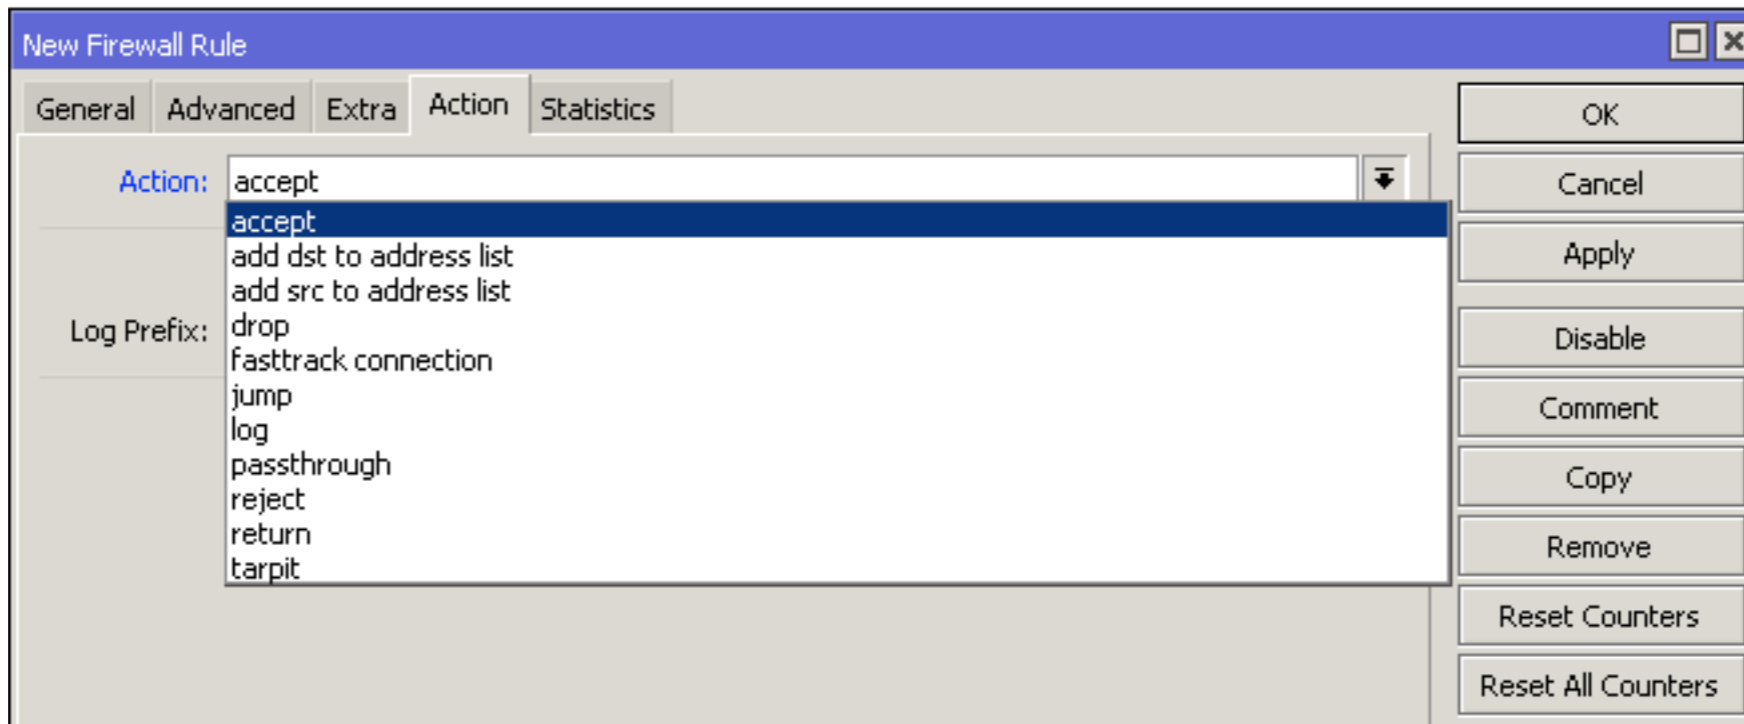 New Firewall Rule
General Advanced Extra Action Statistics
Action: accept
accept
add dst to address list
add src to address list
drop
fasttrack connection
jump
log
passthrough
reject
return
tarpit
Log Prefix:
OK
Cancel
Apply
Disable
Comment
Copy
Remove
Reset Counters
Reset All Counters